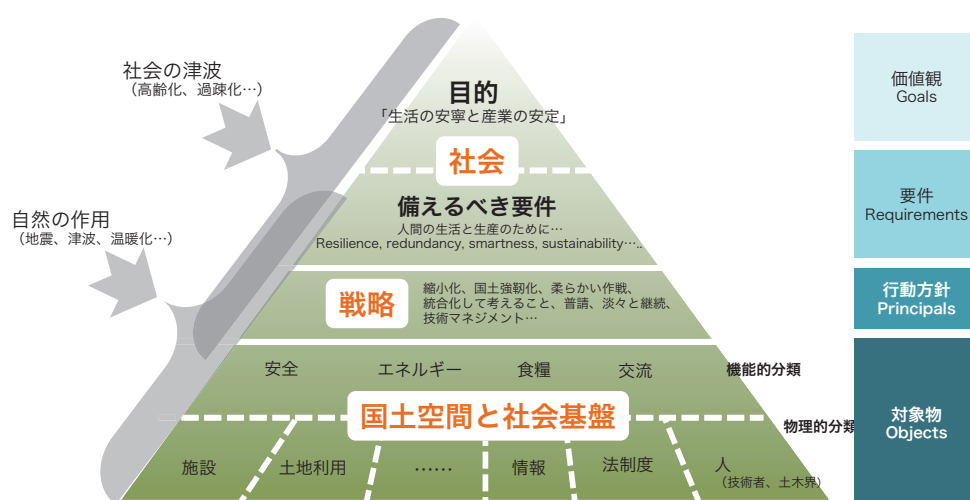 社会の津波
（高齢化、過疎化…）
自然の作用
（地震、津波、温暖化…）
目的
「生活の安寧と産業の安定」
社会
備えるべき要件
人間の生活と生産のために…
Resilience, redundancy, smartness, sustainability…..
戦略
縮小化、国土強靭化、柔らかい作戦、
統合化して考えること、普請、淡々と継続、
技術マネジメント…
安全
エネルギー
食糧
交流
機能的分類
国土空間と社会基盤
物理的分類
施設
土地利用
……
情報
法制度
人
（技術者、土木界）
価値観
Goals
要件
Requirements
行動方針
Principals
対象物
Objects